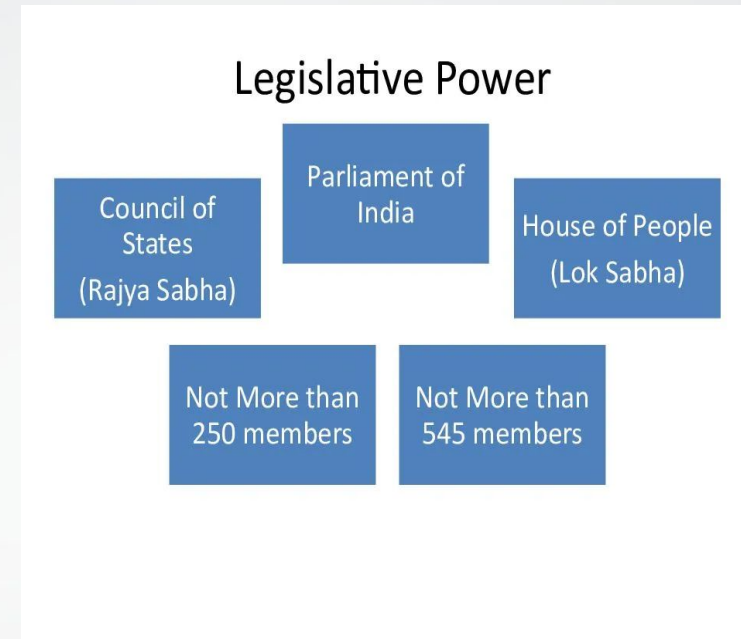 Legislative Power
Council of
States
(Rajya Sabha)
Parliament of
India
House of People
(Lok Sabha)
Not More than
250 members
Not More than
545 members